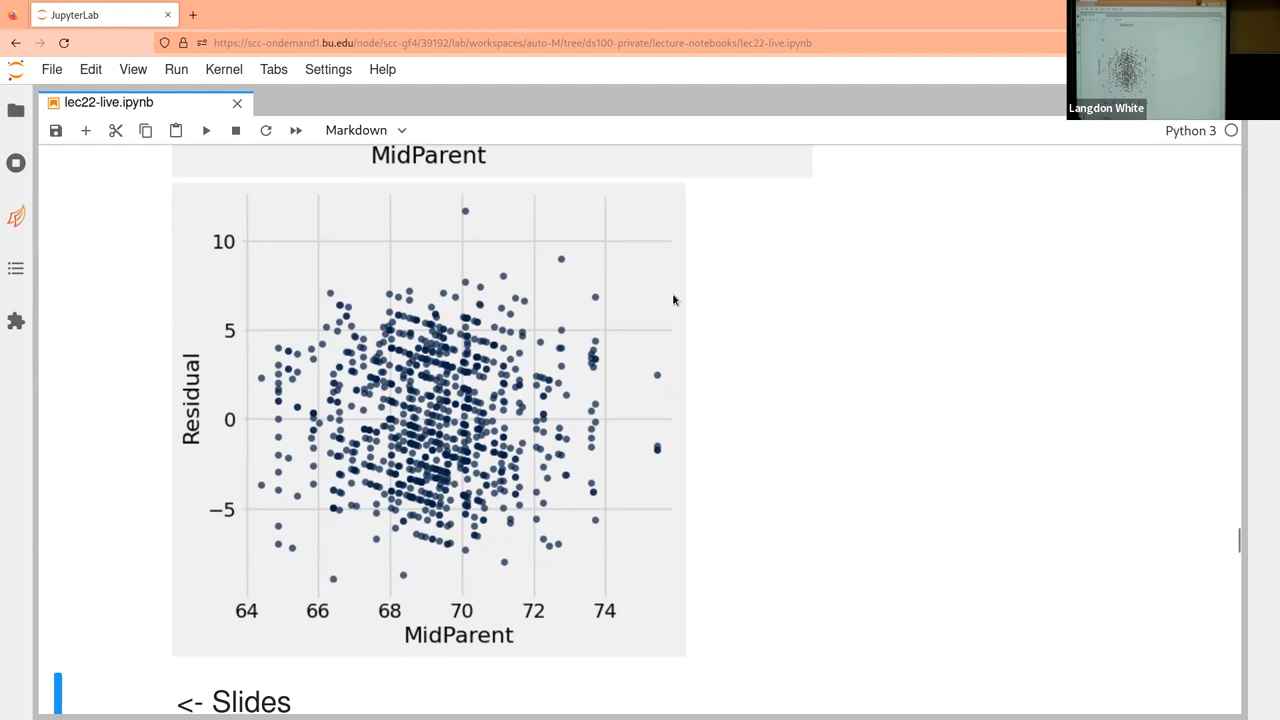 JupyterLab
https://scc-ondemand1.bu.edu/node/scc-gf4/39192/lab/workspaces/auto-M/tree/ds100-private/lecture-notebooks/lec22-live.ipynb
File Edit View Run Kernel Tabs Settings Help
Langdon White
lec22-live.ipynb
Markdown
Python 3
MidParent
10
5
0
−5
Residual
64 66 68 70 72 74
MidParent
<- Slides